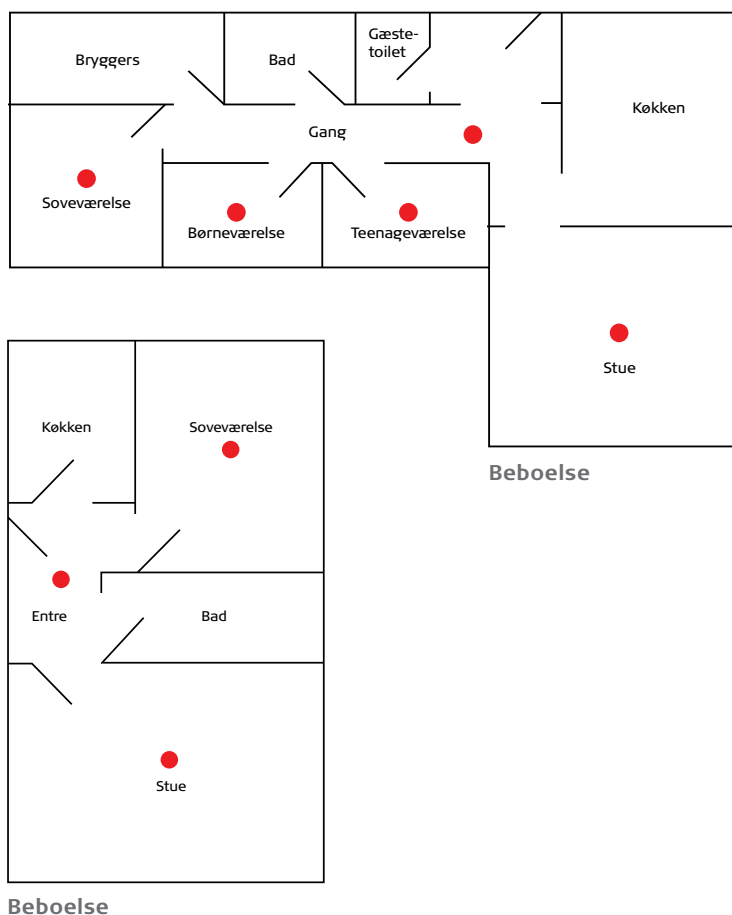 Bryggers
Bad
Gæste-
toilet
Køkken
Gang
Soveværelse
Børneværelse
Teenageværelse
Stue
Beboelse
Køkken
Soveværelse
Entre
Bad
Stue
Beboelse